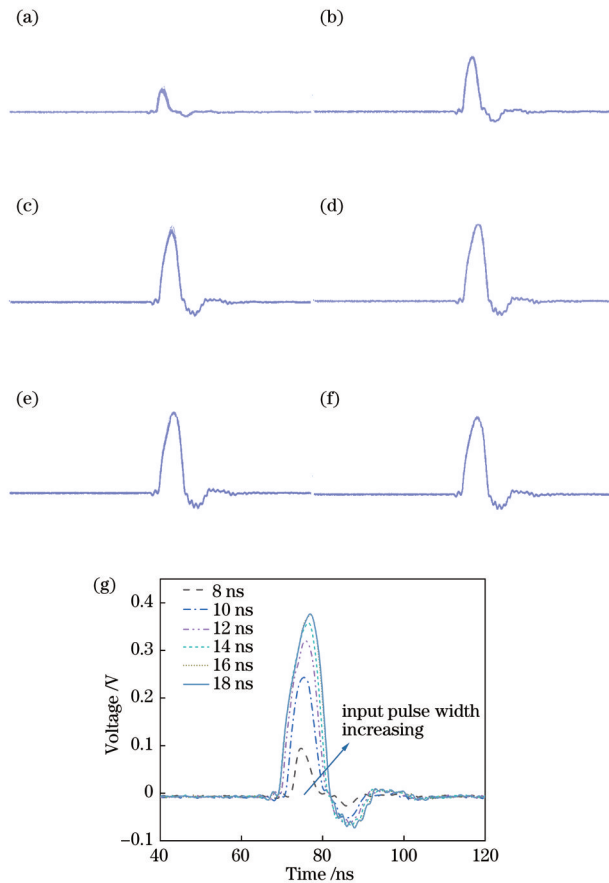 (a)
(b)
(c)
(d)
(e)
(f)
(g)
8 ns
10 ns
12 ns
14 ns
16 ns
18 ns
input pulse width
increasing
Voltage /V
0.4
0.3
0.2
0.1
0
−0.1
40
60
80
100
120
Time /ns